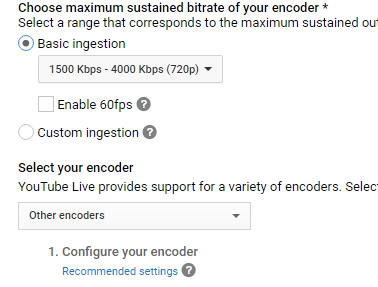 Choose maximum sustained bitrate of your encoder *
Select a range that corresponds to the maximum sustained
Basic ingestion
1500 Kbps - 4000 Kbps (720p)
Enable 60fps ?
Custom ingestion ?
Select your encoder
YouTube Live provides support for a variety of encoders.
Other encoders
1. Configure your encoder
Recommended settings ?